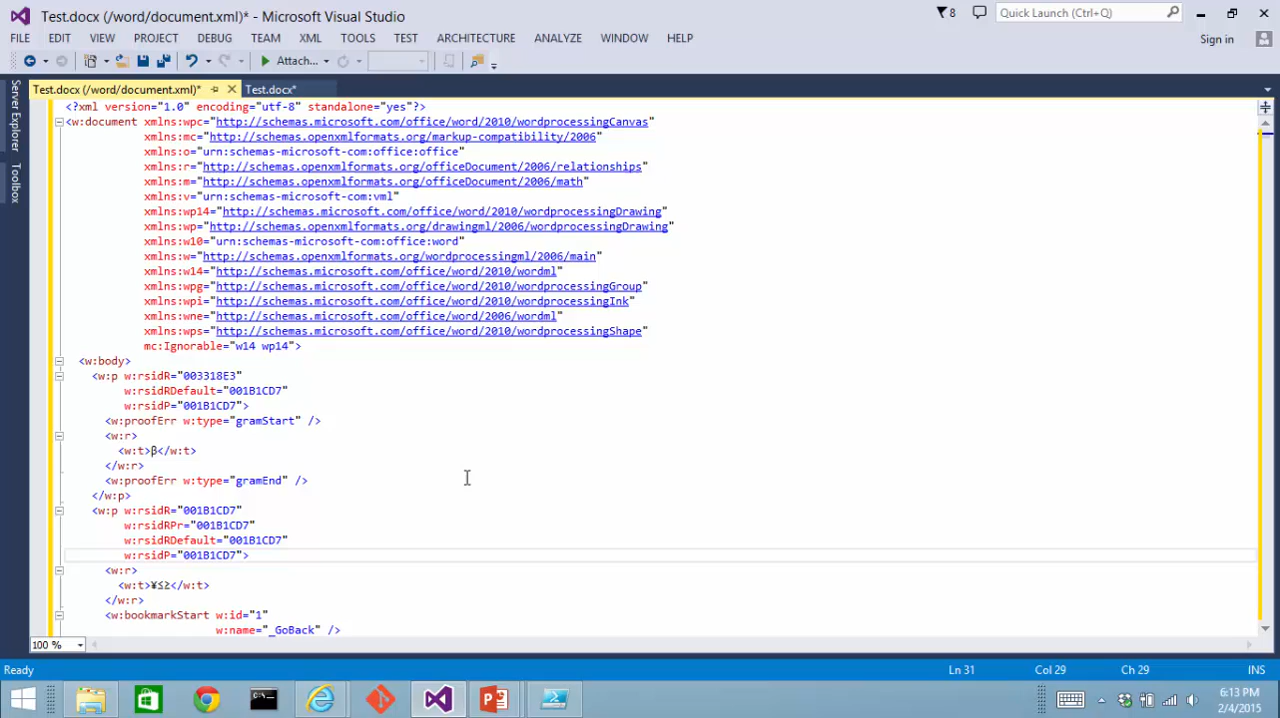 Test.docx (/word/document.xml)* - Microsoft Visual Studio
8
Quick Launch (Ctrl+Q)
FILE EDIT VIEW PROJECT DEBUG TEAM XML TOOLS TEST ARCHITECTURE ANALYZE WINDOW HELP
Sign in
Attach...
Server Explorer
Toolbox
Test.docx (/word/document.xml)*
Test.docx*
<?xml version="1.0" encoding="utf-8" standalone="yes"?>
<w:document xmlns:wpc="http://schemas.microsoft.com/office/word/2010/wordprocessingCanvas"
xmlns:mc="http://schemas.openxmlformats.org/markup-compatibility/2006"
xmlns:o="urn:schemas-microsoft-com:office:office"
xmlns:r="http://schemas.openxmlformats.org/officeDocument/2006/relationships"
xmlns:m="http://schemas.openxmlformats.org/officeDocument/2006/math"
xmlns:v="urn:schemas-microsoft-com:vml"
xmlns:wp14="http://schemas.microsoft.com/office/word/2010/wordprocessingDrawing
xmlns:wp="http://schemas.openxmlformats.org/drawingml/2006/wordprocessingDrawing
xmlns:w10="urn:schemas-microsoft-com:office:word"
xmlns:w="http://schemas.openxmlformats.org/wordprocessingml/2006/main"
xmlns:w14="http://schemas.microsoft.com/office/word/2010/wordml"
xmlns:wpg="http://schemas.microsoft.com/office/word/2010/wordprocessingGroup"
xmlns:wpi="http://schemas.microsoft.com/office/word/2010/wordprocessingInk"
xmlns:wne="http://schemas.microsoft.com/office/word/2006/wordml"
xmlns:wps="http://schemas.microsoft.com/office/word/2010/wordprocessingShape"
mc:Ignorable="w14 wp14">
<w:body>
<w:p w:rsidR="003318E3"
w:rsidRDefault="001B1CD7"
w:rsidP="001B1CD7">
<w:proofErr w:type="gramStart" />
<w:r>
<w:t>β</w:t>
</w:r>
<w:proofErr w:type="gramEnd" />
</w:p>
<w:p w:rsidR="001B1CD7"
w:rsidRPr="001B1CD7"
w:rsidRDefault="001B1CD7"
w:rsidP="001B1CD7">
<w:r>
<w:t>¥≤≥</w:t>
</w:r>
<w:bookmarkStart w:id="1"
w:name="_GoBack" />
100 %
Ready
Ln 31
Col 29
Ch 29
INS
6:13 PM
2/4/2015